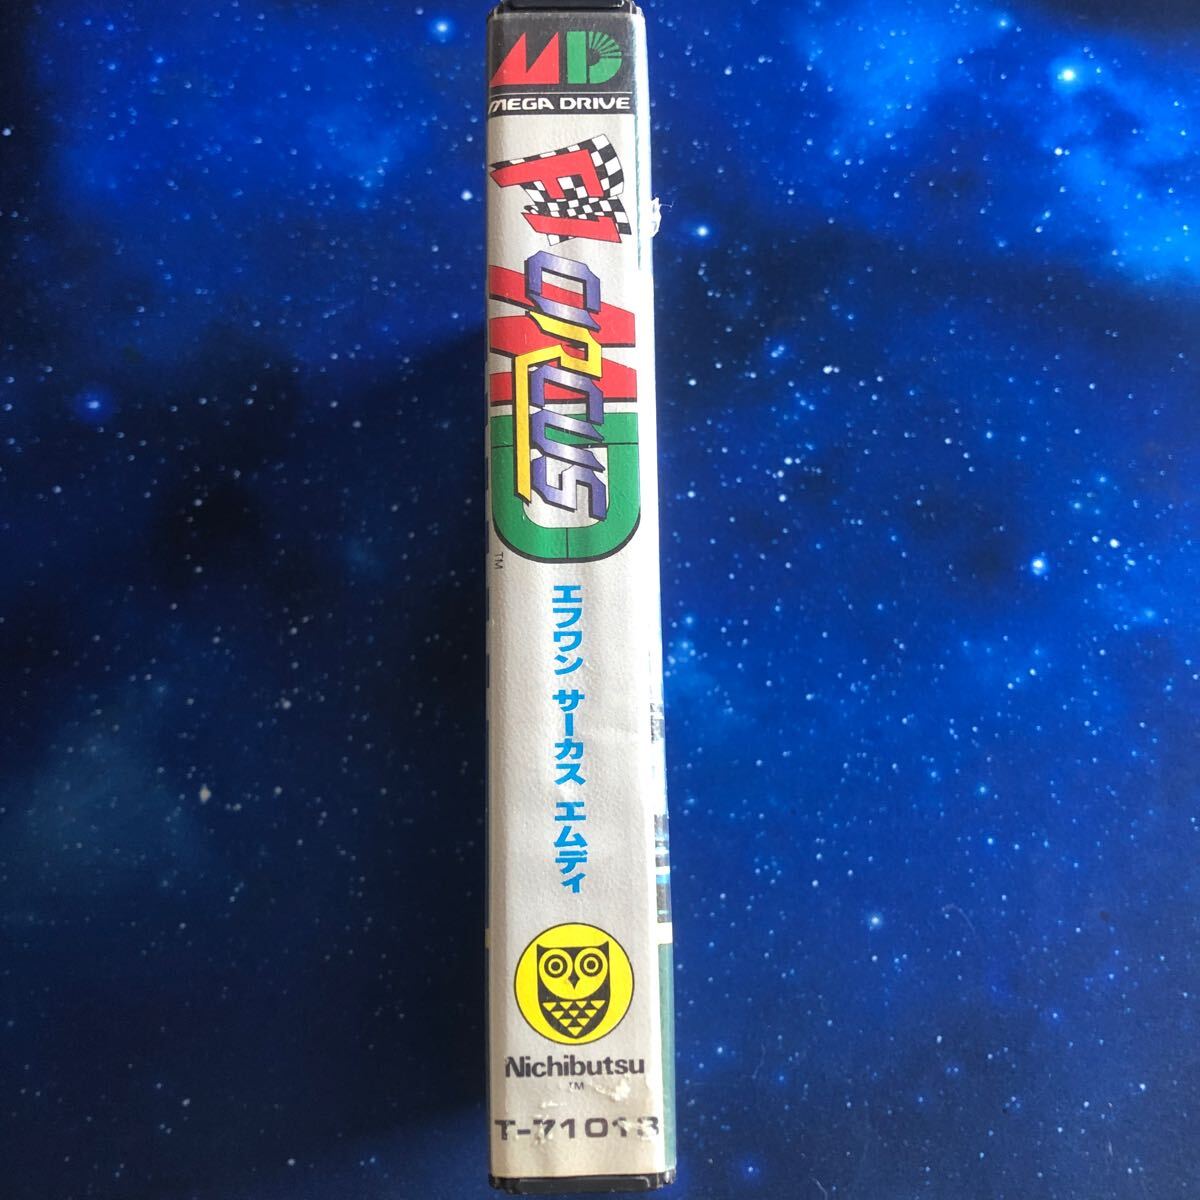 MD
MEGA DRIVE
F1
CIRCUS
MD
TM
エフワン サーカス エムディ
Nichibutsu
TM
T-71013